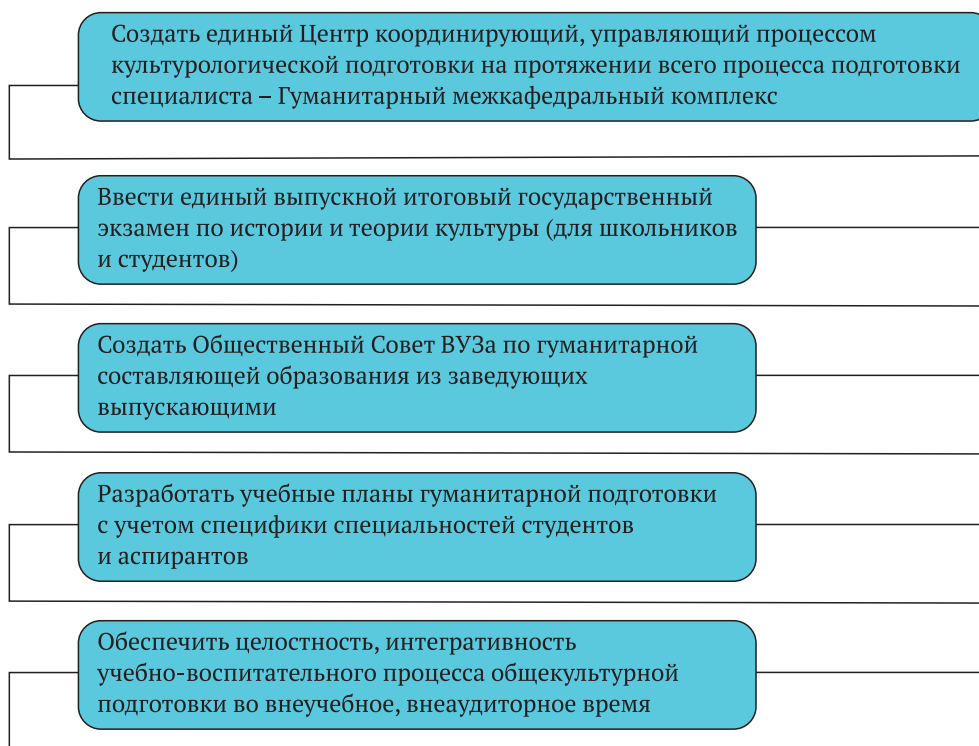 Создать единый Центр координирующий, управляющий процессом
культурологической подготовки на протяжении всего процесса подготовки
специалиста – Гуманитарный межкафедральный комплекс
Ввести единый выпускной итоговый государственный
экзамен по истории и теории культуры (для школьников
и студентов)
Создать Общественный Совет ВУЗа по гуманитарной
составляющей образования из заведующих
выпускающими
Разработать учебные планы гуманитарной подготовки
с учетом специфики специальностей студентов
и аспирантов
Обеспечить целостность, интегративность
учебно-воспитательного процесса общекультурной
подготовки во внеучебное, внеаудиторное время